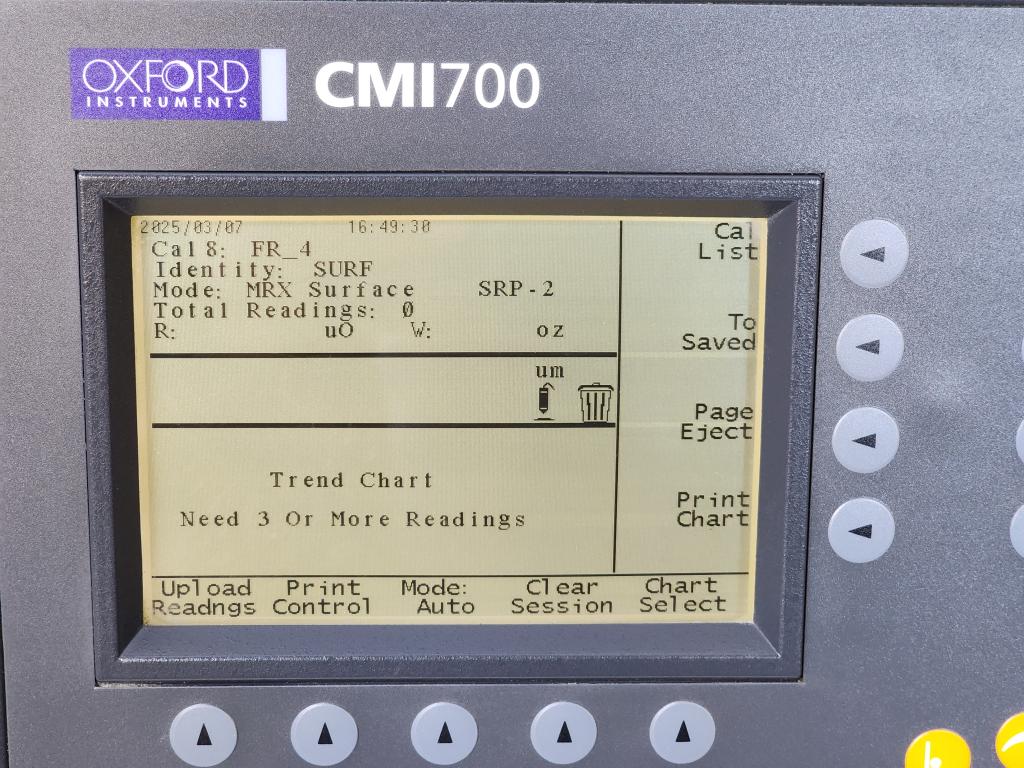 OXFORD
INSTRUMENTS
CMI700
2025/03/07 16:49:30
Cal 8: FR_4
Identity: SURF
Mode: MRX Surface SRP-2
Total Readings: 0
R: uO W: oz
um
Trend Chart
Need 3 Or More Readings
Cal
List
To
Saved
Page
Eject
Print
Chart
Upload Print Mode: Clear Chart
Readngs Control Auto Session Select